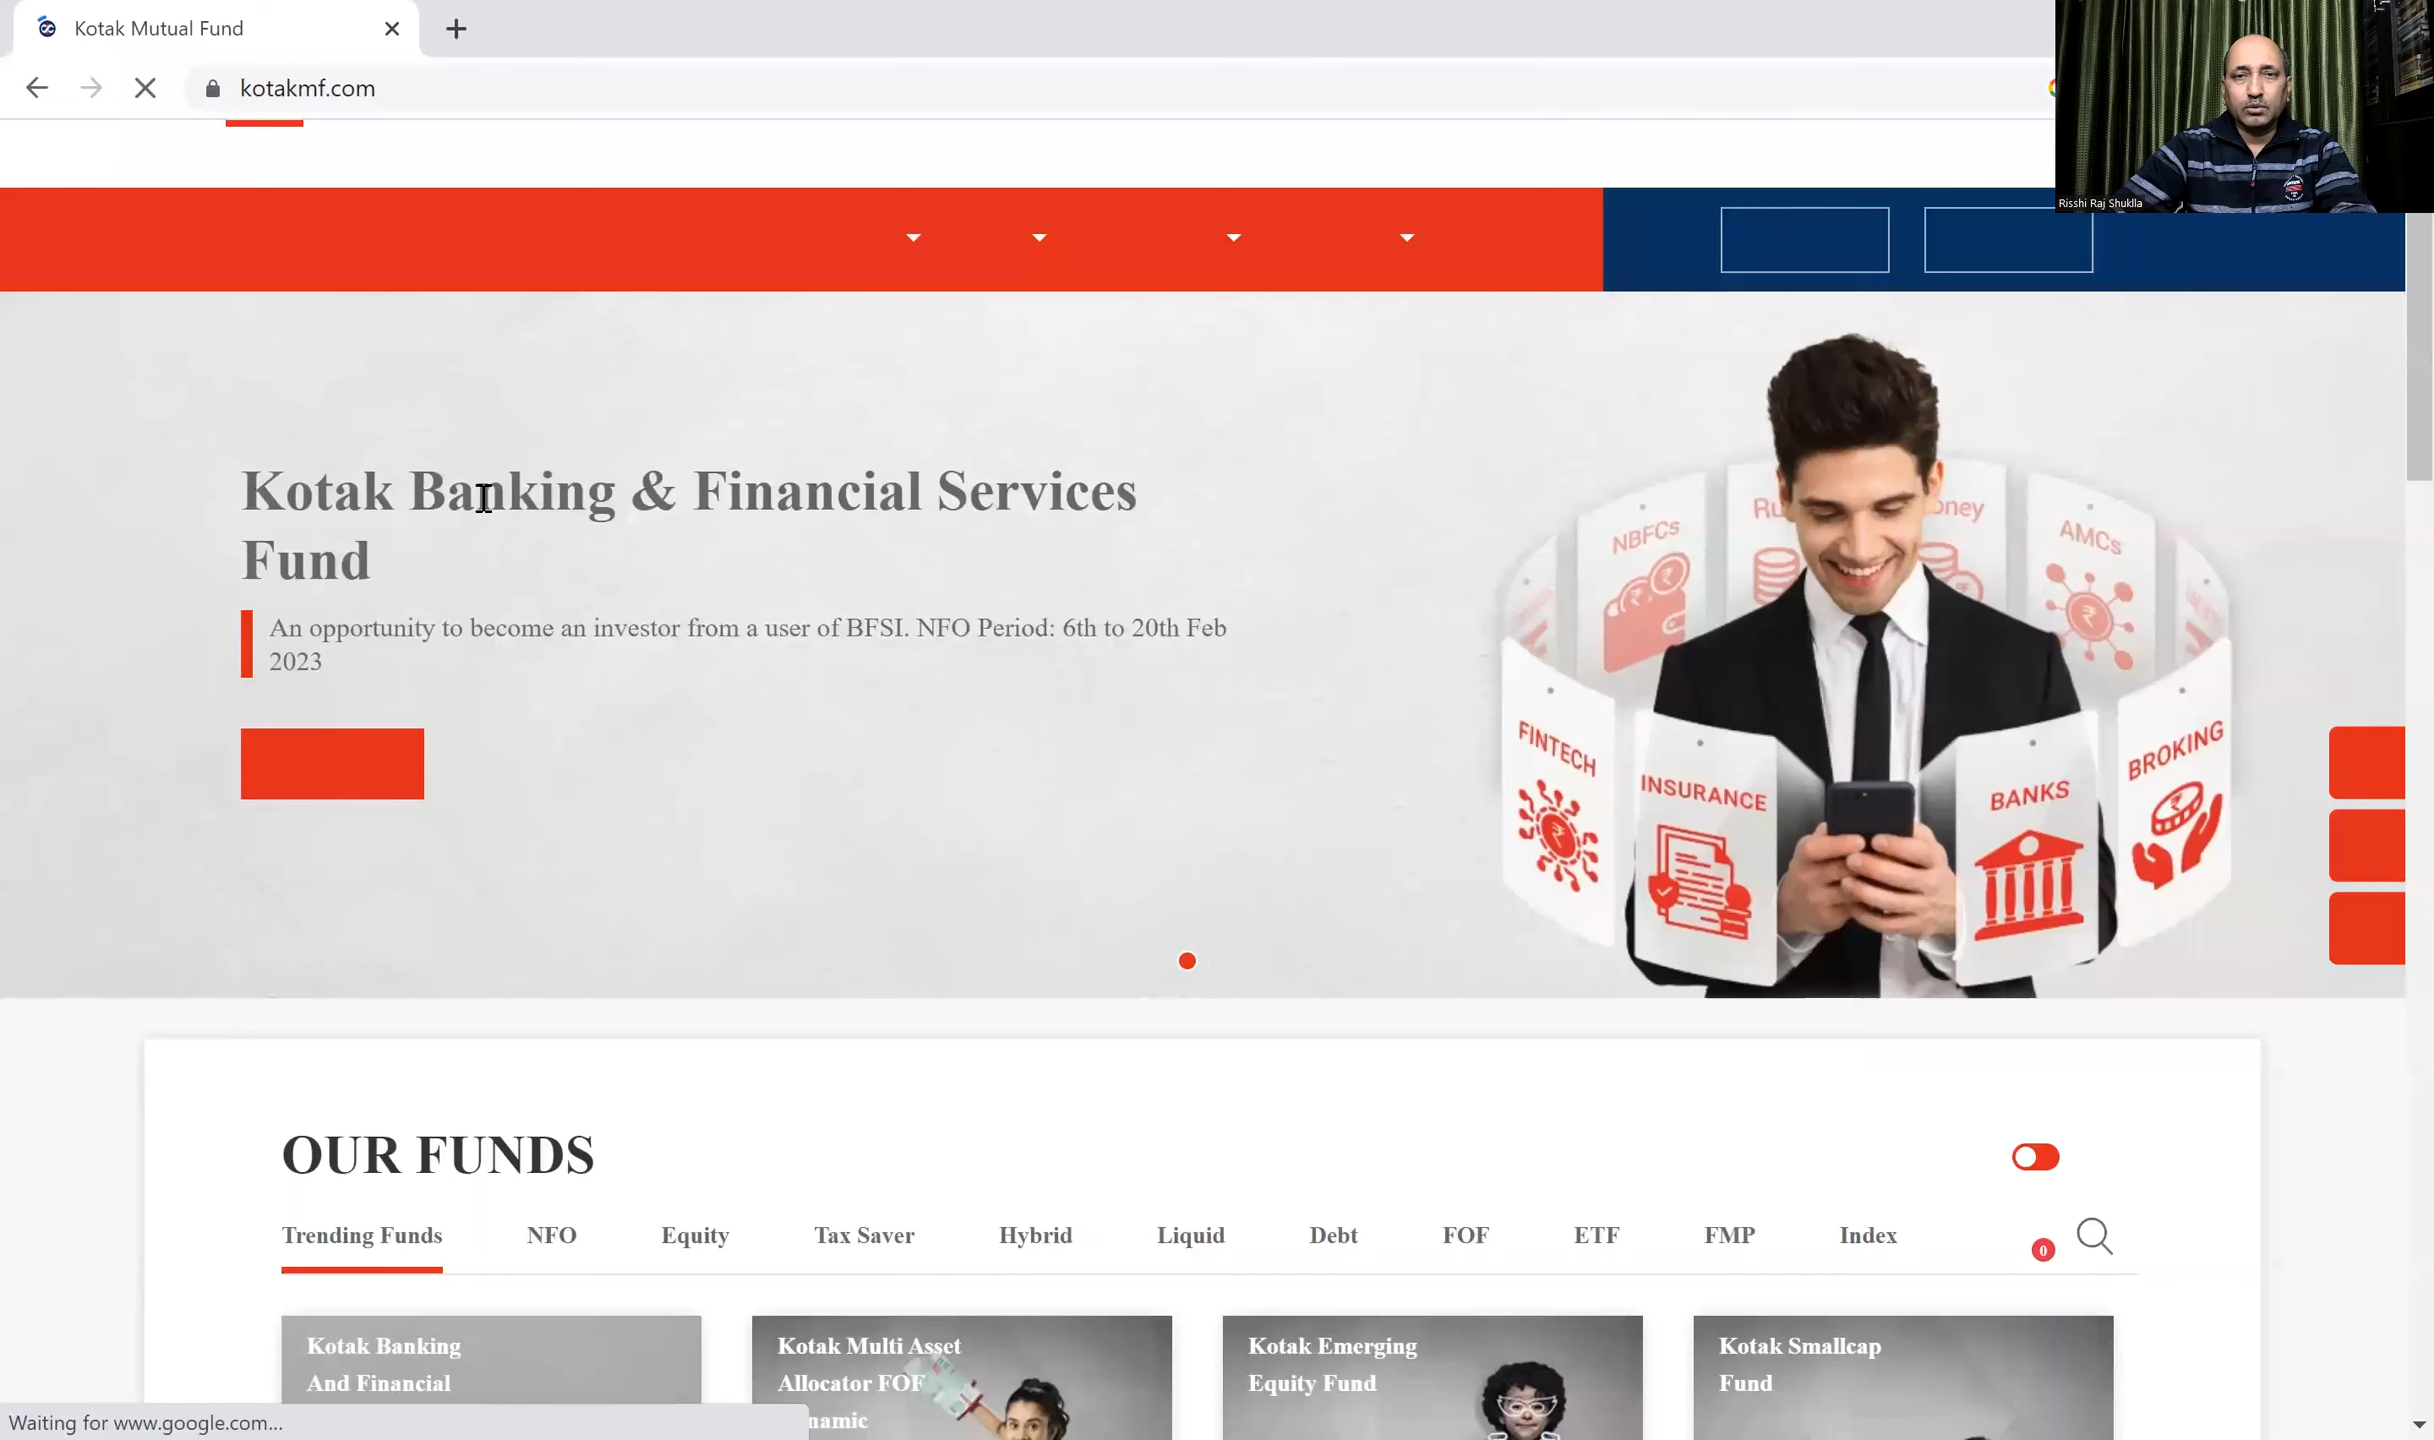 Kotak Mutual Fund
kotakmf.com
Risshi Raj Shuklla
Kotak Banking & Financial Services
Fund
An opportunity to become an investor from a user of BFSI. NFO Period: 6th to 20th Feb
2023
NBFCs
AMCs
FINTECH
INSURANCE
BANKS
BROKING
OUR FUNDS
Trending Funds NFO Equity Tax Saver Hybrid Liquid Debt FOF ETF FMP Index 0
Kotak Banking
And Financial
Kotak Multi Asset
Allocator FOF
Kotak Emerging
Equity Fund
Kotak Smallcap
Fund
Waiting for www.google.com...